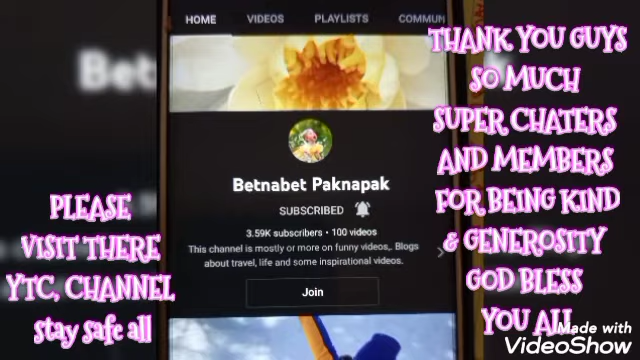 HOME VIDEOS PLAYLISTS COMMUN
Bet
Betnabet Paknapak
SUBSCRIBED
3.59K subscribers • 100 videos
This channel is mostly or more on funny videos,. Blogs
about travel, life and some inspirational videos.
Join
PLEASE
VISIT THERE
YTC, CHANNEL
stay safe all
THANK YOU GUYS
SO MUCH
SUPER CHATERS
AND MEMBERS
FOR BEING KIND
& GENEROSITY
GOD BLESS
YOU ALL
Made with
VideoShow